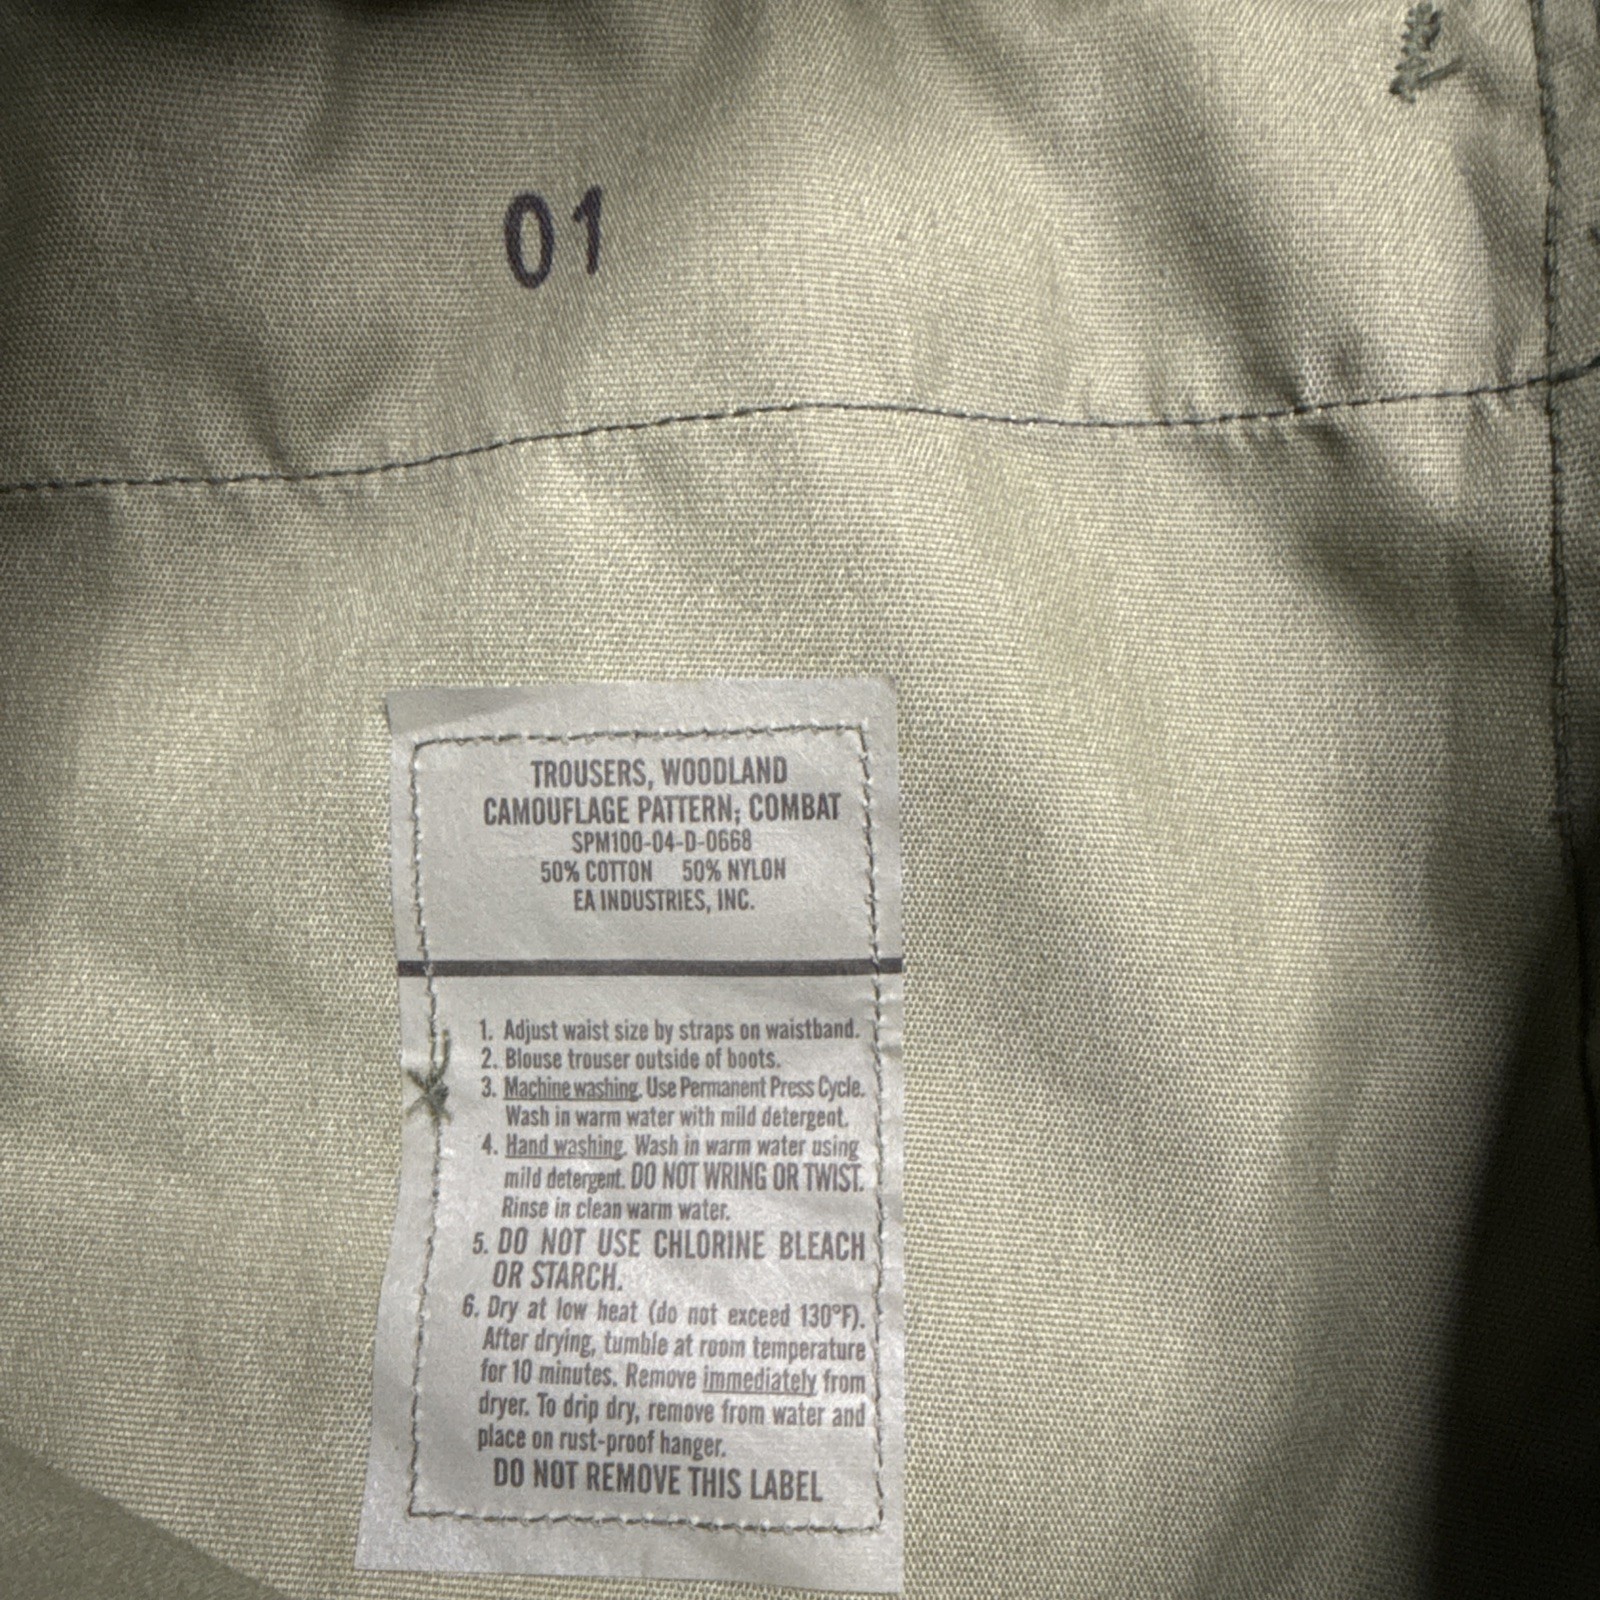 01
TROUSERS, WOODLAND
CAMOUFLAGE PATTERN; COMBAT
SPM100-04-D-0668
50% COTTON 50% NYLON
EA INDUSTRIES, INC.
1. Adjust waist size by straps on waistband.
2. Blouse trouser outside of boots.
3. Machine washing. Use Permanent Press Cycle.
Wash in warm water with mild detergent.
4. Hand washing. Wash in warm water using
mild detergent. DO NOT WRING OR TWIST.
Rinse in clean warm water.
5. DO NOT USE CHLORINE BLEACH
OR STARCH.
6. Dry at low heat (do not exceed 130°F).
After drying, tumble at room temperature
for 10 minutes. Remove immediately from
dryer. To drip dry, remove from water and
place on rust-proof hanger.
DO NOT REMOVE THIS LABEL